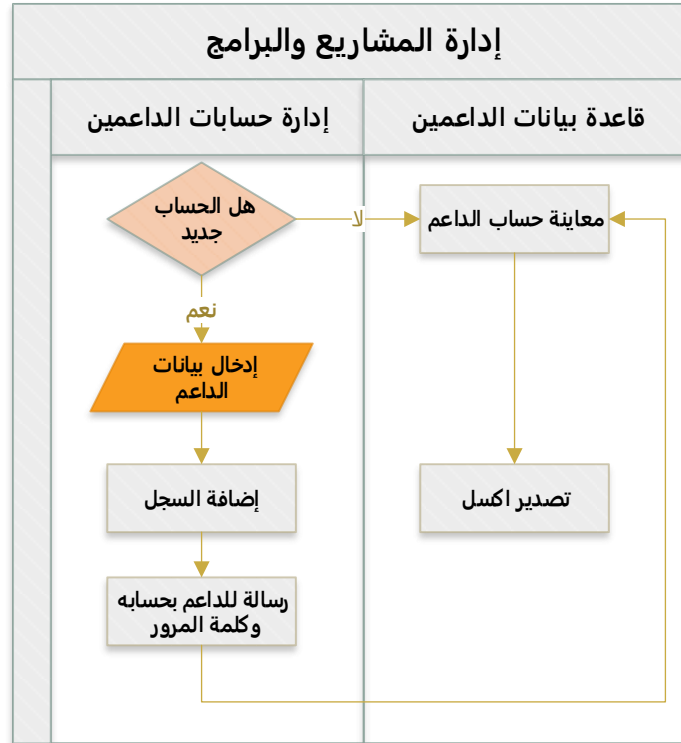 إدارة المشاريع والبرامج
قاعدة بيانات الداعمين
إدارة حسابات الداعمين
هل الحساب
جديد
لا
معاينة حساب الداعم
نعم
إدخال بيانات
الداعم
إضافة السجل
تصدير اكسل
رسالة للداعم بحسابه
وكلمة المرور